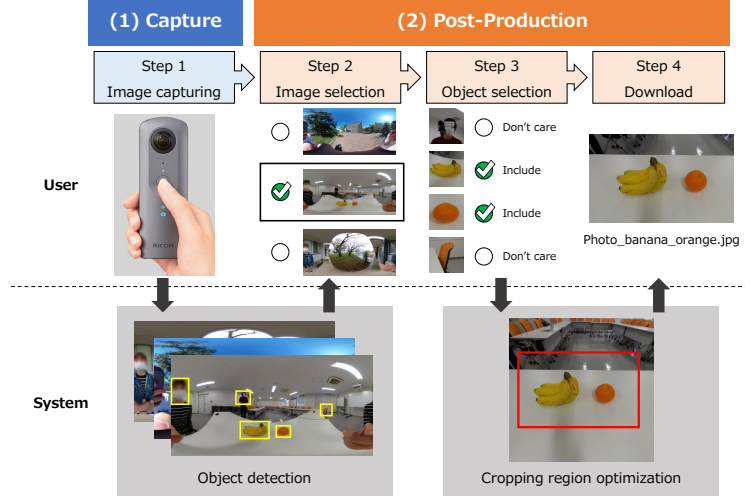 (1) Capture
(2) Post-Production
Step 1
Image capturing
Step 2
Image selection
Step 3
Object selection
Step 4
Download
User
RICOH
Don't care
Include
Include
Don't care
Photo_banana_orange.jpg
System
Object detection
Cropping region optimization